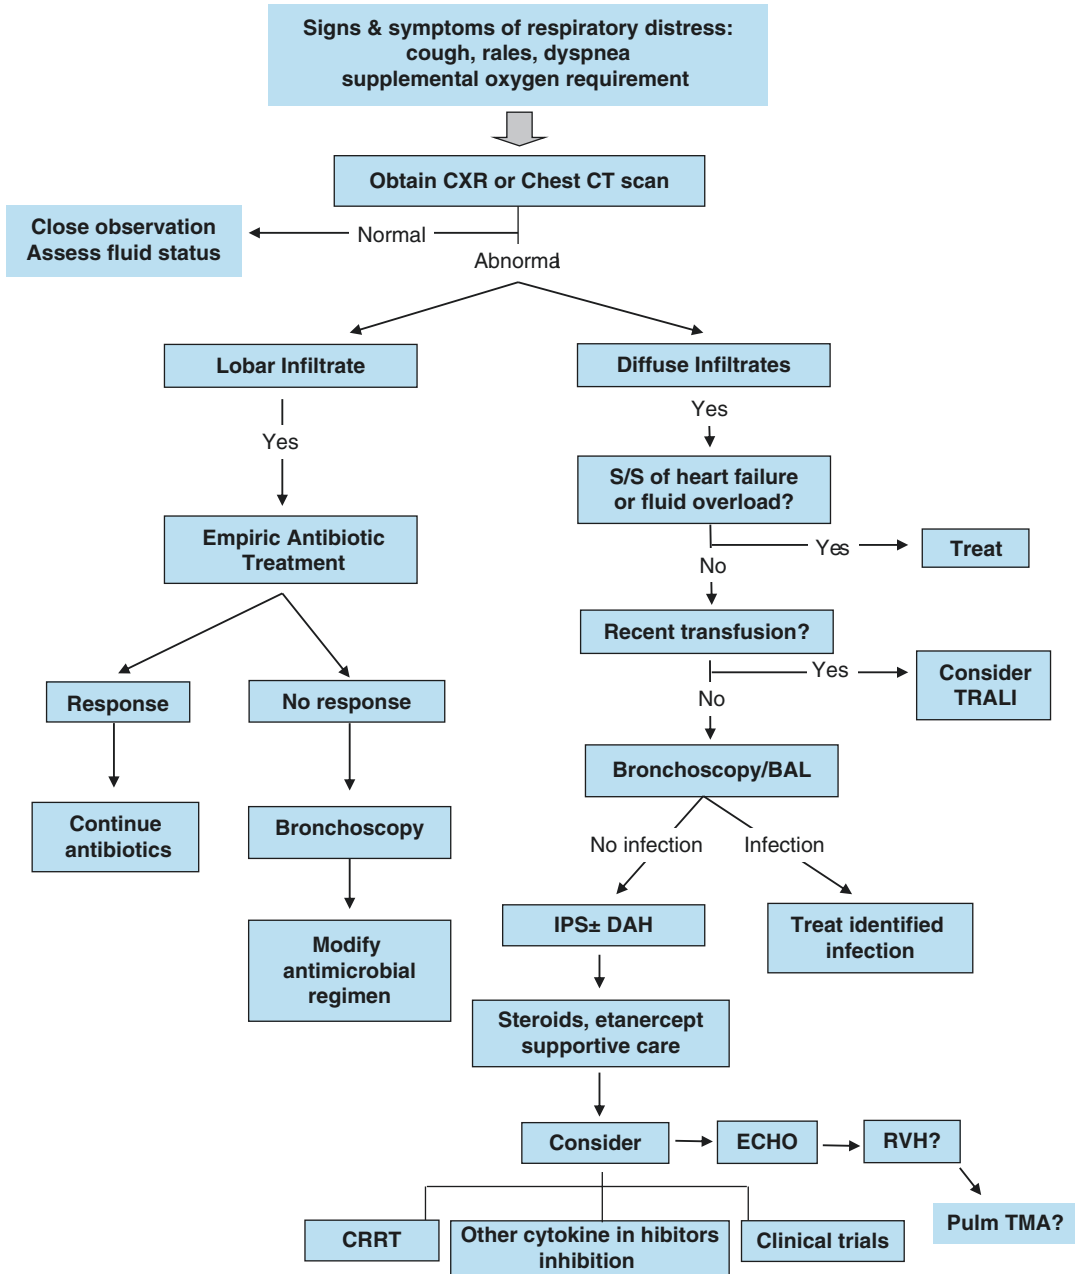 Signs & symptoms of respiratory distress:
cough, rales, dyspnea
supplemental oxygen requirement
Obtain CXR or Chest CT scan
Close observation
Assess fluid status
Normal
Abnormal
Lobar Infiltrate
Diffuse Infiltrates
Yes
Yes
S/S of heart failure
or fluid overload?
Empiric Antibiotic
Treatment
Yes
Treat
No
Recent transfusion?
Response
No response
Yes
Consider
TRALI
No
Bronchoscopy/BAL
Continue
antibiotics
Bronchoscopy
No infection
Infection
Modify
antimicrobial
regimen
IPS± DAH
Treat identified
infection
Steroids, etanercept
supportive care
Consider
ECHO
RVH?
Pulm TMA?
CRRT
Other cytokine in hibitors
inhibition
Clinical trials